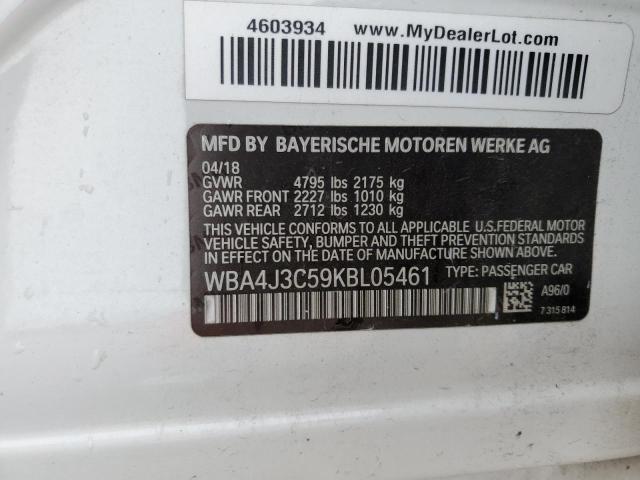 4603934 www.MyDealerLot.com
MFD BY BAYERISCHE MOTOREN WERKE AG
04/18
GVWR 4795 lbs 2175 kg
GAWR FRONT 2227 lbs 1010 kg
GAWR REAR 2712 lbs 1230 kg
THIS VEHICLE CONFORMS TO ALL APPLICABLE U.S.FEDERAL MOTOR
VEHICLE SAFETY, BUMPER, AND THEFT PREVENTION STANDARDS
IN EFFECT ON THE DATE OF MANUFACTURE SHOWN ABOVE.
WBA4J3C59KBL05461 TYPE: PASSENGER CAR
A96/0
7 315 814